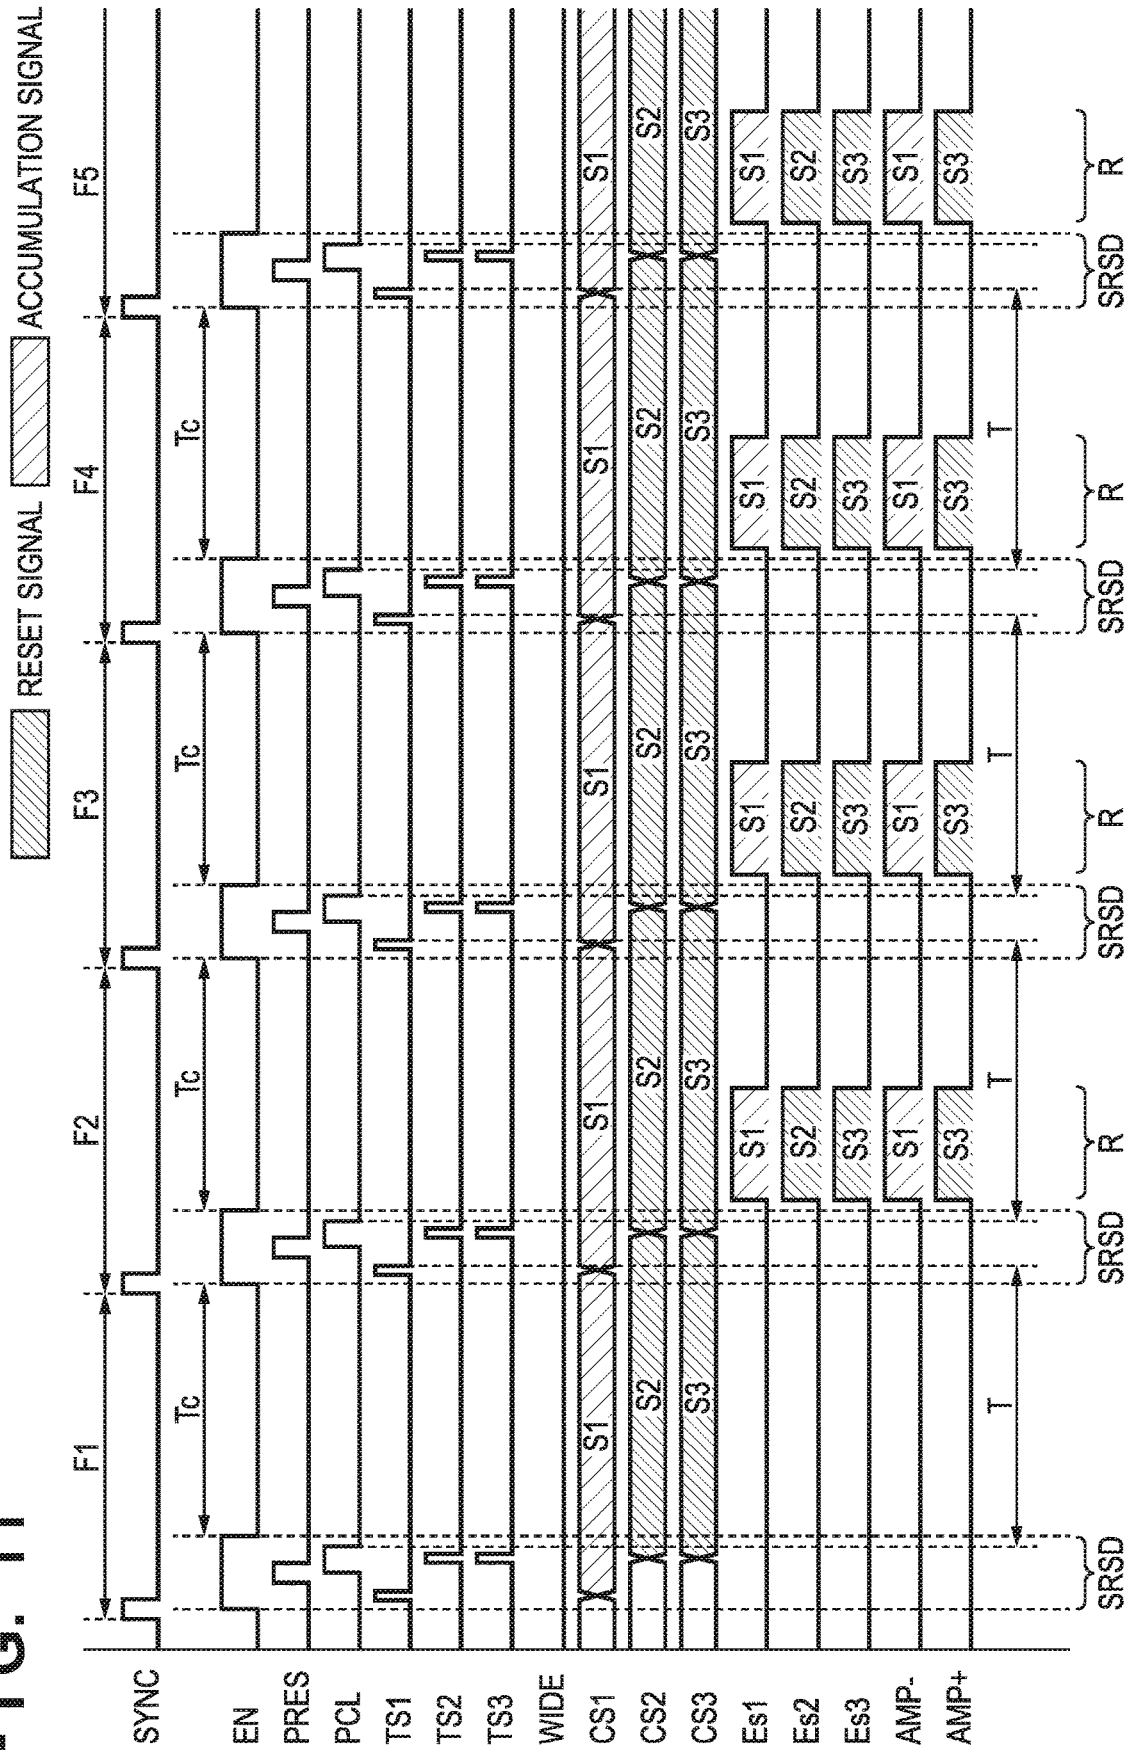 FIG. 11
RESET SIGNAL
ACCUMULATION SIGNAL
F1 F2 F3 F4 F5
SYNC
Tc Tc Tc Tc
EN
PRES
PCL
TS1
TS2
TS3
WIDE
CS1 S1 S1 S1 S1 S1
CS2 S2 S2 S2 S2 S2
CS3 S3 S3 S3 S3 S3
Es1 S1 S1 S1 S1
Es2 S2 S2 S2 S2
Es3 S3 S3 S3 S3
AMP- S1 S1 S1 S1
AMP+ S3 S3 S3 S3
T T T T
SRSD SRSD R SRSD R SRSD R SRSD R